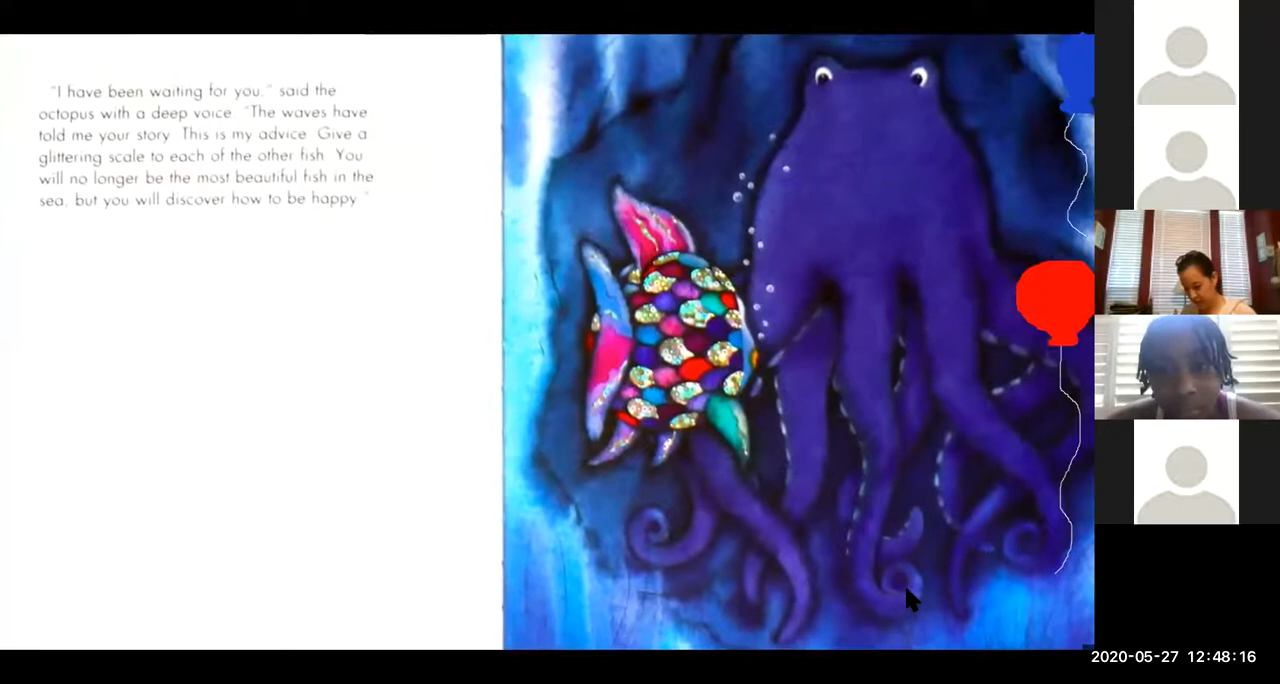 "I have been waiting for you," said the
octopus with a deep voice. "The waves have
told me your story. This is my advice. Give a
glittering scale to each of the other fish. You
will no longer be the most beautiful fish in the
sea, but you will discover how to be happy."
2020-05-27 12:48:16